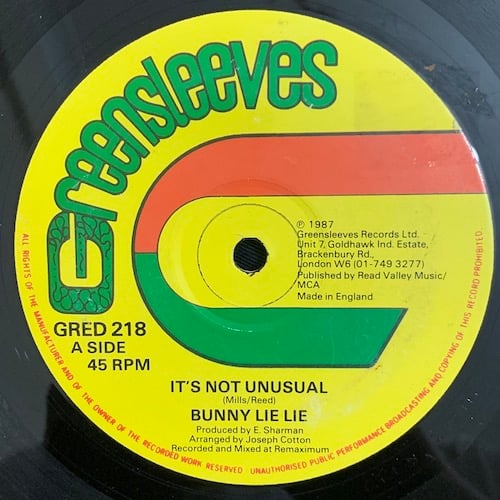 Greensleeves
℗ 1987
Greensleeves Records Ltd.
Unit 7, Goldhawk Ind. Estate,
Brackenbury Rd.,
London W6 (01-749 3277)
Published by Read Valley Music/
MCA
Made in England
GRED 218
A SIDE
45 RPM
IT'S NOT UNUSUAL
(Mills/Reed)
BUNNY LIE LIE
Produced by E. Sharman
Arranged by Joseph Cotton
Recorded and Mixed at Remaximum
ALL RIGHTS OF THE MANUFACTURER AND OF THE OWNER OF THE RECORDED WORK RESERVED · UNAUTHORISED PUBLIC PERFORMANCE BROADCASTING AND COPYING OF THIS RECORD PROHIBITED.